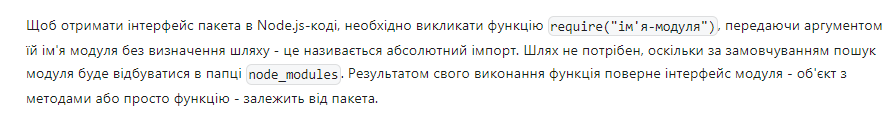 Щоб отримати інтерфейс пакета в Node.js-коді, необхідно викликати функцію require("ім'я-модуля"), передаючи аргументом
їй ім'я модуля без визначення шляху - це називається абсолютний імпорт. Шлях не потрібен, оскільки за замовчуванням пошук
модуля буде відбуватися в папці node_modules. Результатом свого виконання функція поверне інтерфейс модуля - об'єкт з
методами або просто функцію - залежить від пакета.